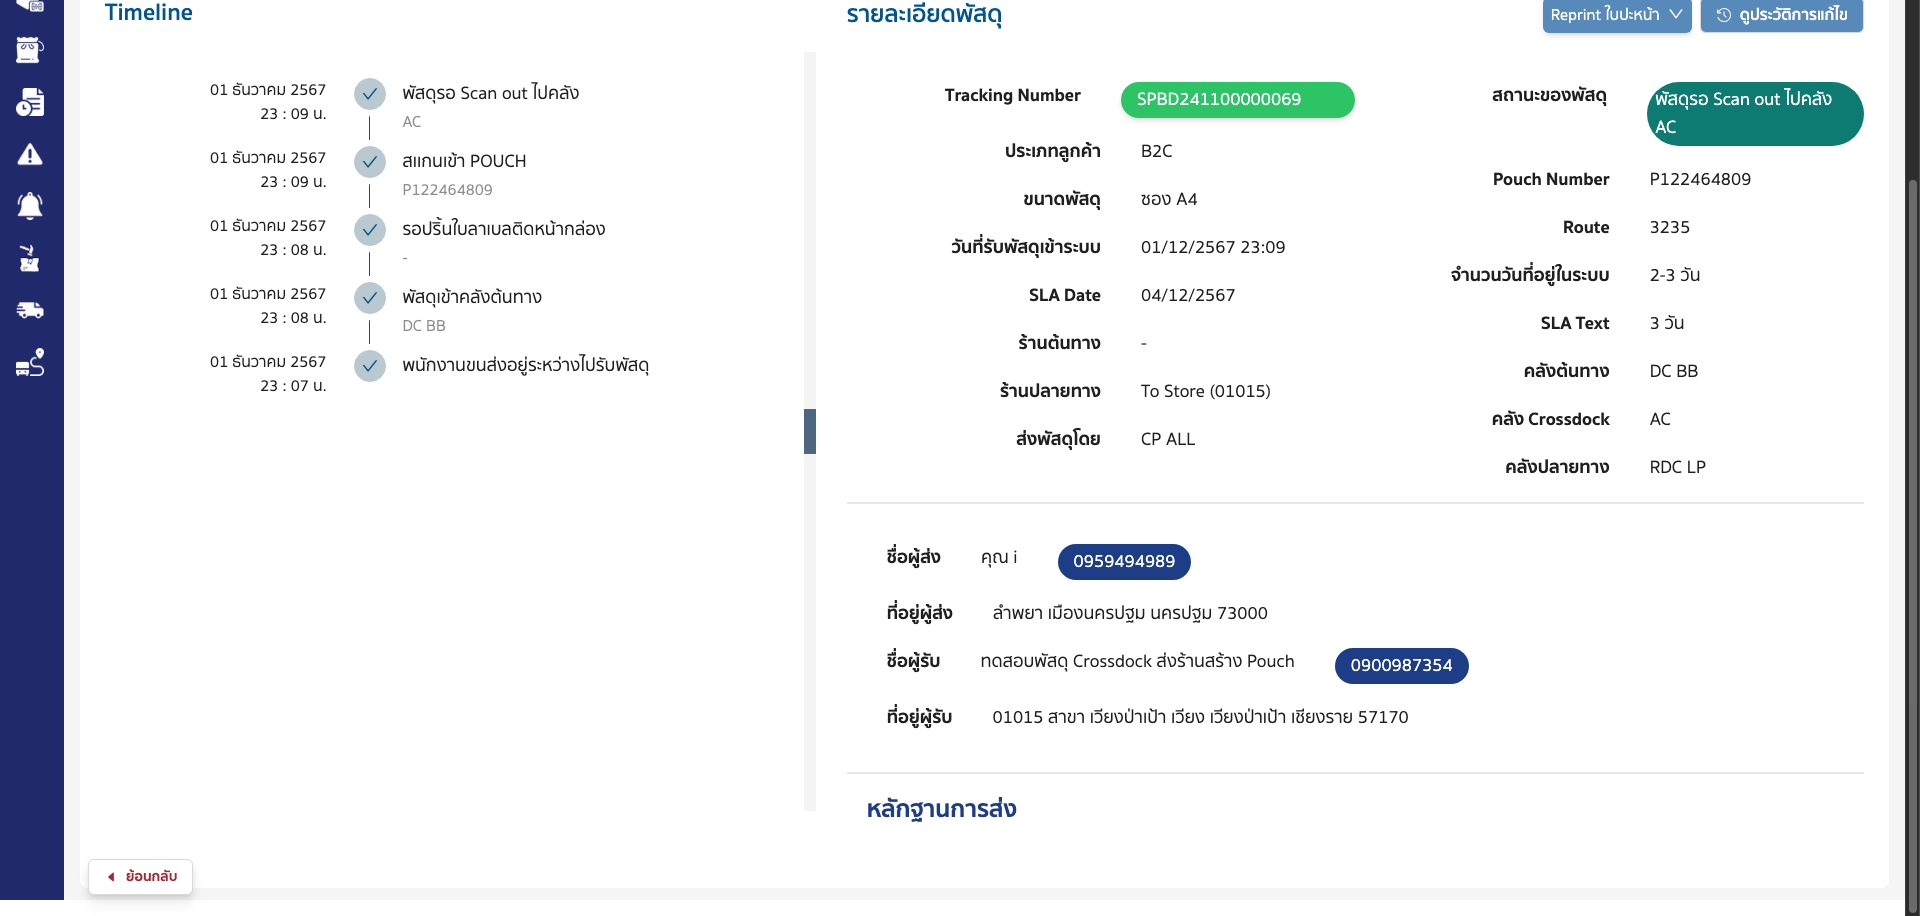 Timeline
01 ธันวาคม 2567
23 : 09 น.
พัสดุรอ Scan out ไปคลัง
AC
01 ธันวาคม 2567
23 : 09 น.
สแกนเข้า POUCH
P122464809
01 ธันวาคม 2567
23 : 08 น.
รอปริ้นใบลาเบลติดหน้ากล่อง
-
01 ธันวาคม 2567
23 : 08 น.
พัสดุเข้าคลังต้นทาง
DC BB
01 ธันวาคม 2567
23 : 07 น.
พนักงานขนส่งอยู่ระหว่างไปรับพัสดุ
รายละเอียดพัสดุ
Reprint ใบปะหน้า
ดูประวัติการแก้ไข
Tracking Number SPBD241100000069
ประเภทลูกค้า B2C
ขนาดพัสดุ ซอง A4
วันที่รับพัสดุเข้าระบบ 01/12/2567 23:09
SLA Date 04/12/2567
ร้านต้นทาง -
ร้านปลายทาง To Store (01015)
ส่งพัสดุโดย CP ALL
สถานะของพัสดุ พัสดุรอ Scan out ไปคลัง
AC
Pouch Number P122464809
Route 3235
จำนวนวันที่อยู่ในระบบ 2-3 วัน
SLA Text 3 วัน
คลังต้นทาง DC BB
คลัง Crossdock AC
คลังปลายทาง RDC LP
ชื่อผู้ส่ง คุณ i 0959494989
ที่อยู่ผู้ส่ง ลำพยา เมืองนครปฐม นครปฐม 73000
ชื่อผู้รับ ทดสอบพัสดุ Crossdock ส่งร้านสร้าง Pouch 0900987354
ที่อยู่ผู้รับ 01015 สาขา เวียงป่าเป้า เวียง เวียงป่าเป้า เชียงราย 57170
หลักฐานการส่ง
ย้อนกลับ